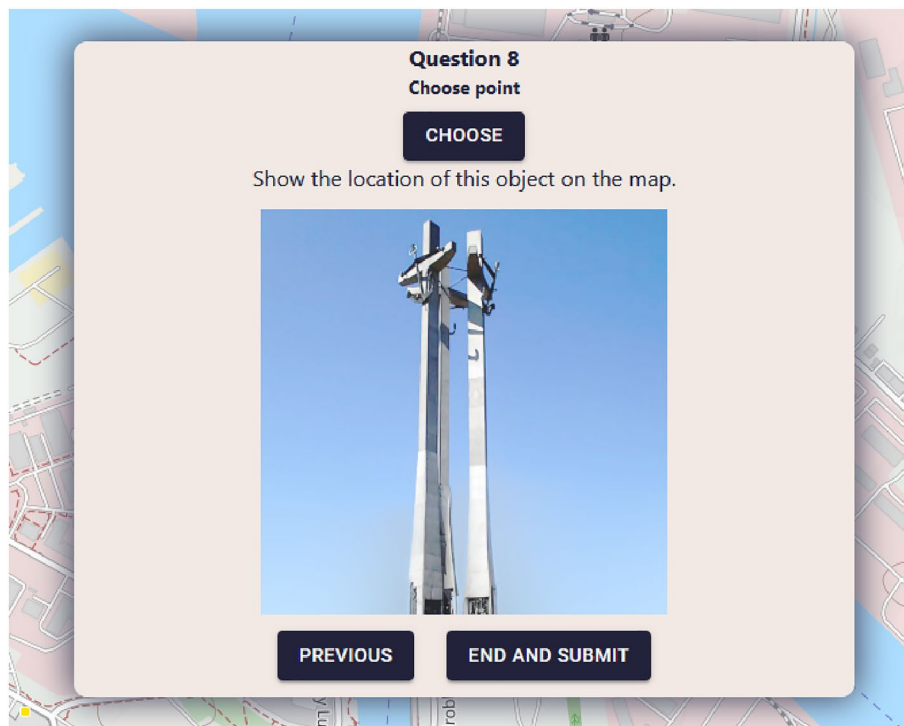 Question 8
Choose point
CHOOSE
Show the location of this object on the map.
PREVIOUS
END AND SUBMIT